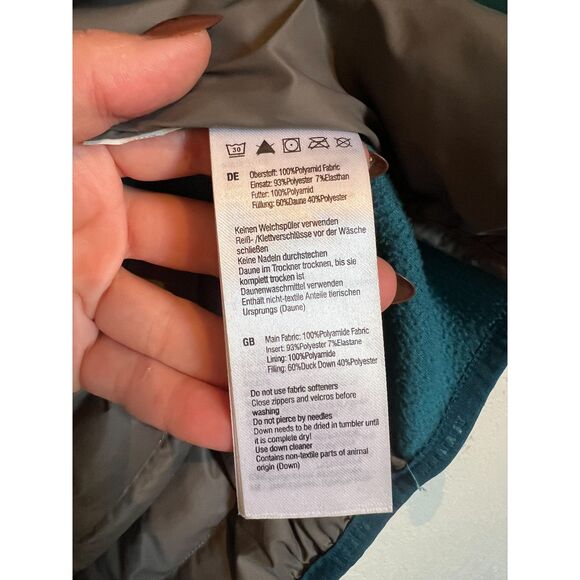 30
DE
Oberstoff: 100%Polyamid Fabric
Einsatz: 93%Polyester 7%Elasthan
Futter: 100%Polyamid
Füllung: 60%Daune 40%Polyester
Keinen Weichspüler verwenden
Reiß- /Klettverschlüsse vor der Wäsche
schließen
Keine Nadeln durchstechen
Daune im Trockner trocknen, bis sie
komplett trocken ist
Daunenwaschmittel verwenden
Enthält nicht-textile Anteile tierischen
Ursprungs (Daune)
GB
Main Fabric: 100%Polyamide Fabric
Insert: 93%Polyester 7%Elastane
Lining: 100%Polyamide
Filling: 60%Duck Down 40%Polyester
Do not use fabric softeners
Close zippers and velcros before
washing
Do not pierce by needles
Down needs to be dried in tumbler until
it is complete dry!
Use down cleaner
Contains non-textile parts of animal
origin (Down)